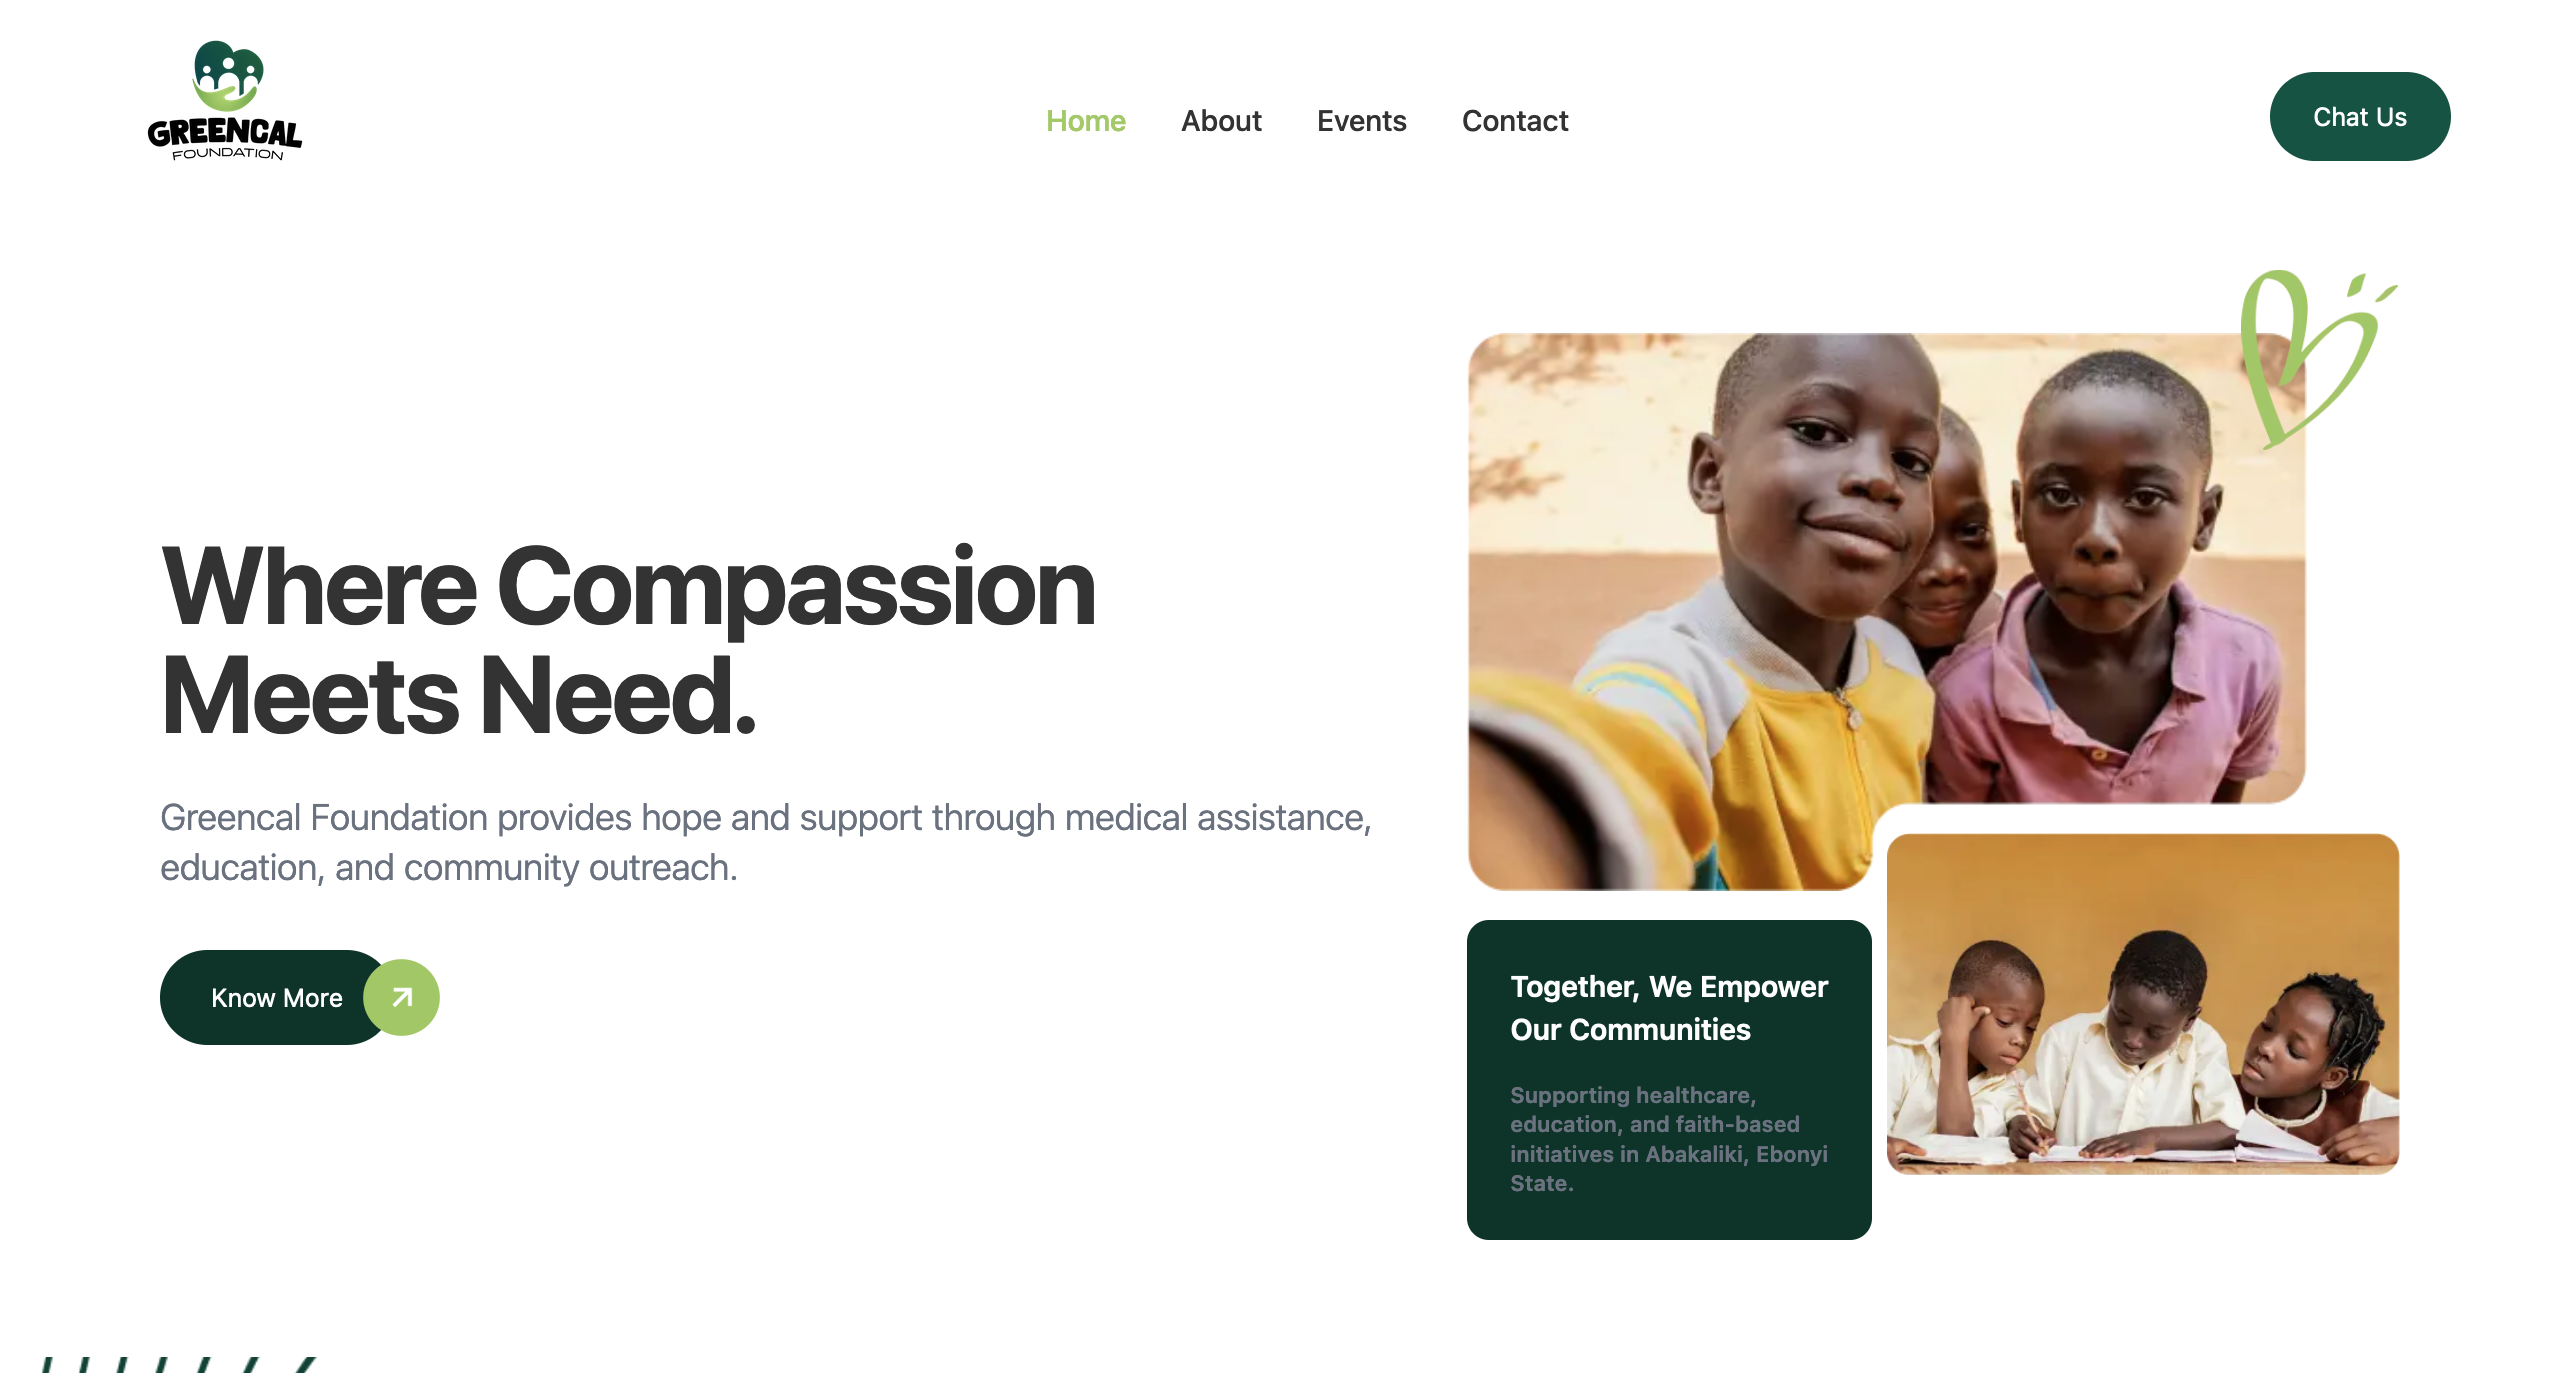 GREENCAL
FOUNDATION
Home
About
Events
Contact
Chat Us
Where Compassion
Meets Need.
Greencal Foundation provides hope and support through medical assistance,
education, and community outreach.
Know More
Together, We Empower
Our Communities
Supporting healthcare,
education, and faith-based
initiatives in Abakaliki, Ebonyi
State.